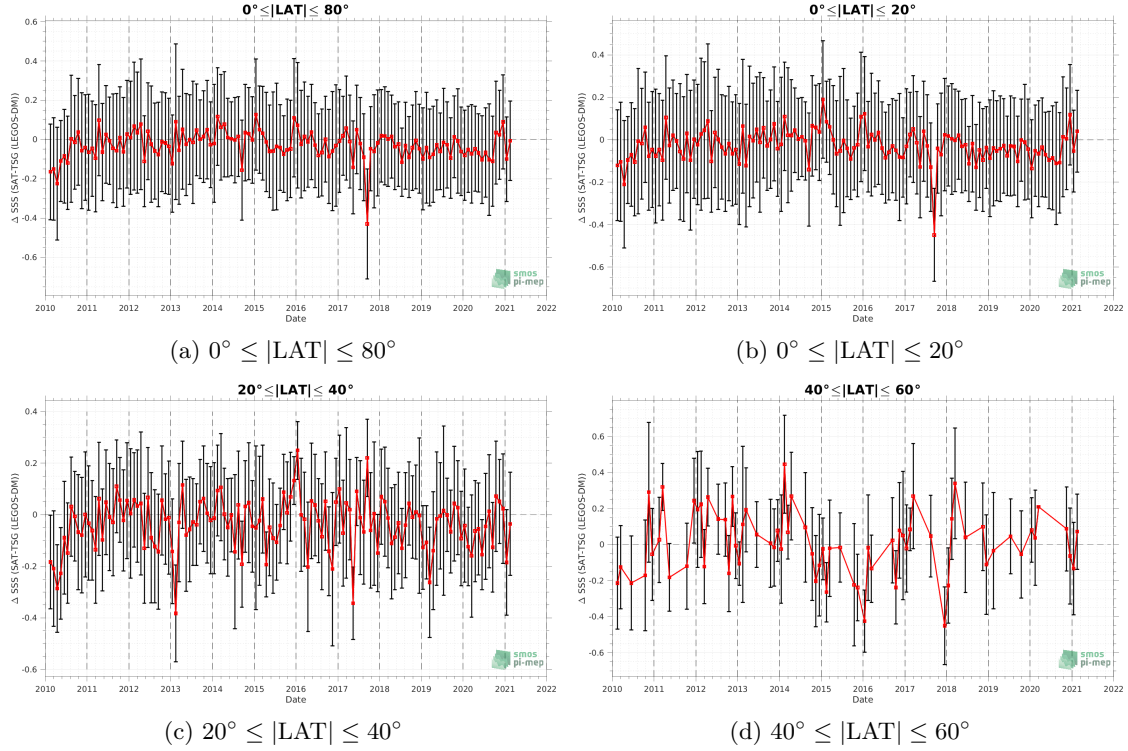 0°≤|LAT|≤ 80°
Δ SSS (SAT-TSG (LEGOS-DM))
0.6
0.4
0.2
0
-0.2
-0.4
-0.6
2010 2011 2012 2013 2014 2015 2016 2017 2018 2019 2020 2021 2022
Date
smos
pi-mep
(a) 0° ≤ |LAT| ≤ 80°
0°≤|LAT|≤ 20°
Δ SSS (SAT-TSG (LEGOS-DM))
0.4
0.2
0
-0.2
-0.4
-0.6
2010 2011 2012 2013 2014 2015 2016 2017 2018 2019 2020 2021 2022
Date
smos
pi-mep
(b) 0° ≤ |LAT| ≤ 20°
20°≤|LAT|≤ 40°
Δ SSS (SAT-TSG (LEGOS-DM))
0.4
0.2
0
-0.2
-0.4
-0.6
2010 2011 2012 2013 2014 2015 2016 2017 2018 2019 2020 2021 2022
Date
smos
pi-mep
(c) 20° ≤ |LAT| ≤ 40°
40°≤|LAT|≤ 60°
Δ SSS (SAT-TSG (LEGOS-DM))
0.8
0.6
0.4
0.2
0
-0.2
-0.4
-0.6
2010 2011 2012 2013 2014 2015 2016 2017 2018 2019 2020 2021 2022
Date
smos
pi-mep
(d) 40° ≤ |LAT| ≤ 60°